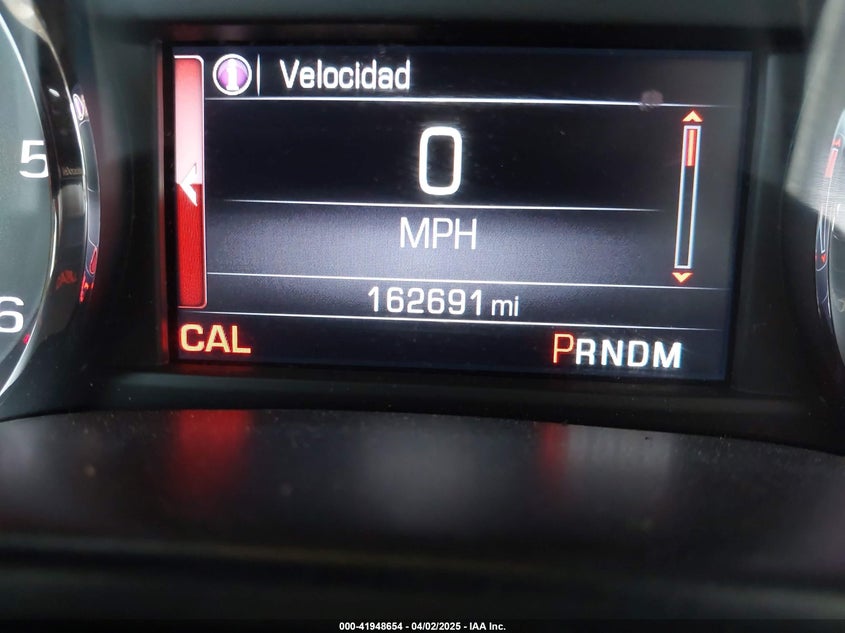 Velocidad
0
MPH
162691 mi
CAL
PRNDM
5
6
000-41948654 - 04/02/2025 - IAA Inc.